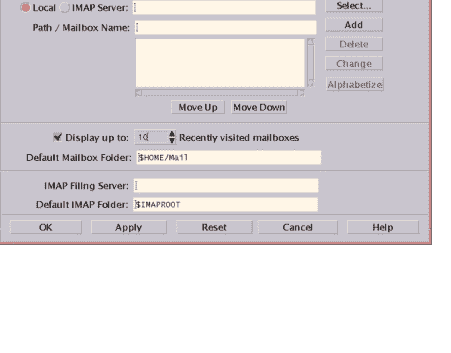 Local IMAP Server: Select...
Path / Mailbox Name: Add
Delete
Change
Alphabetize
Move Up Move Down
Display up to: 10 Recently visited mailboxes
Default Mailbox Folder: $HOME/Mail
IMAP Filing Server:
Default IMAP Folder: $IMAPROOT
OK Apply Reset Cancel Help